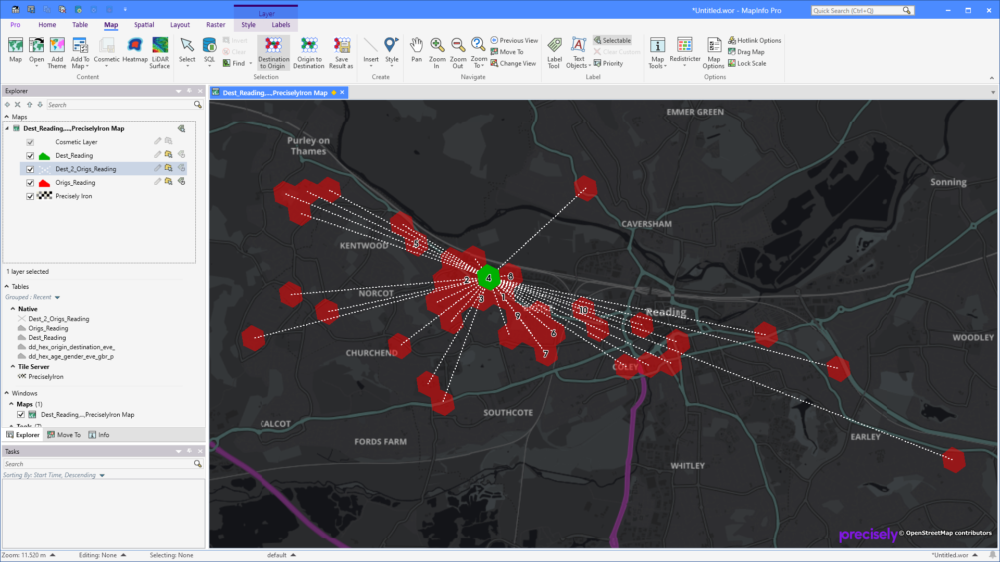 Layer
*Untitled.wor - MapInfo Pro
Quick Search (Ctrl+Q)
Pro
Home
Table
Map
Spatial
Layout
Raster
Style
Labels
Map
Open
Add
Theme
Add To
Map
Cosmetic
Heatmap
LiDAR
Surface
Content
Select
SQL
Invert
Clear
Find
Destination
to Origin
Origin to
Destination
Save
Result as
Selection
Insert
Style
Create
Pan
Zoom
In
Zoom
Out
Zoom
To
Previous View
Move To
Change View
Navigate
Label
Tool
Text
Objects
Selectable
Clear Custom
Priority
Label
Map
Tools
Redistricter
Map
Options
Hotlink Options
Drag Map
Lock Scale
Options
Explorer
Search
Maps
Dest_Reading,...,PreciselyIron Map
Cosmetic Layer
Dest_Reading
Dest_2_Origs_Reading
Origs_Reading
Precisely Iron
1 layer selected
Tables
Grouped : Recent
Native
Dest_2_Origs_Reading
Origs_Reading
Dest_Reading
dd_hex_origin_destination_eve_
dd_hex_age_gender_eve_gbr_p
Tile Server
PreciselyIron
Windows
Maps (1)
Dest_Reading,...,PreciselyIron Map
Tools (7)
Explorer
Move To
Info
Tasks
Search
Sorting By: Start Time, Descending
Dest_Reading,...,PreciselyIron Map
EMMER GREEN
Purley on
Thames
Sonning
CAVERSHAM
KENTWOOD
5
8
4
2
NORCOT
3
1
10
Reading
9
6
WOODLEY
CHURCHEND
7
COLEY
SOUTHCOTE
CALCOT
EARLEY
FORDS FARM
WHITLEY
precisely
© OpenStreetMap contributors
Zoom: 11.520 m
Editing: None
Selecting: None
default
*Untitled.wor